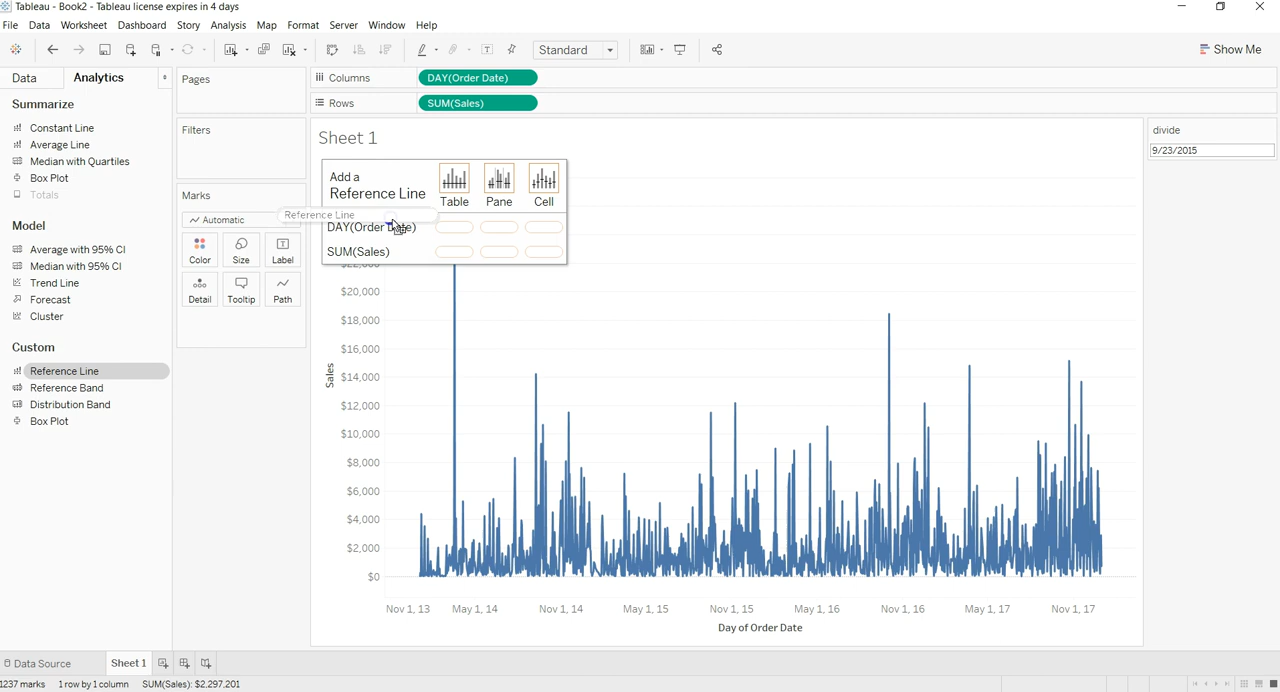 Tableau - Book2 - Tableau license expires in 4 days
File Data Worksheet Dashboard Story Analysis Map Format Server Window Help
Standard
Show Me
Data Analytics
Summarize
Constant Line
Average Line
Median with Quartiles
Box Plot
Totals
Model
Average with 95% CI
Median with 95% CI
Trend Line
Forecast
Cluster
Custom
Reference Line
Reference Band
Distribution Band
Box Plot
Pages
Filters
Marks
Automatic
Color Size Label
Detail Tooltip Path
Columns DAY(Order Date)
Rows SUM(Sales)
Sheet 1
Add a
Reference Line
Table Pane Cell
Reference Line
DAY(Order Date)
SUM(Sales)
$22,000
$20,000
$18,000
$16,000
$14,000
$12,000
$10,000
$8,000
$6,000
$4,000
$2,000
$0
Sales
Nov 1, 13 May 1, 14 Nov 1, 14 May 1, 15 Nov 1, 15 May 1, 16 Nov 1, 16 May 1, 17 Nov 1, 17
Day of Order Date
divide
9/23/2015
Data Source Sheet 1
1237 marks 1 row by 1 column SUM(Sales): $2,297,201